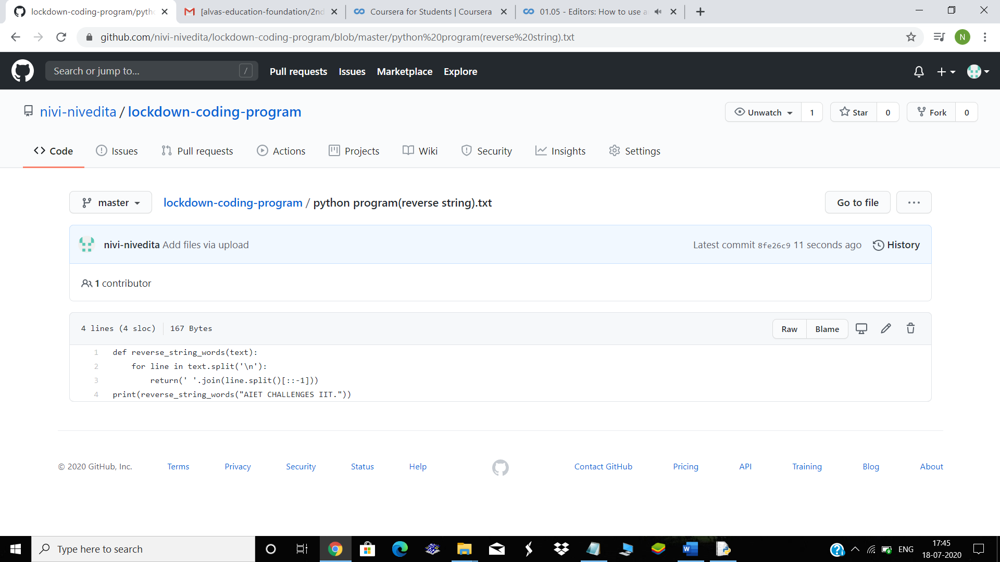 lockdown-coding-program/pytho
[alvas-education-foundation/2nd
Coursera for Students | Coursera
01.05 - Editors: How to use a
github.com/nivi-nivedita/lockdown-coding-program/blob/master/python%20program(reverse%20string).txt
N
Search or jump to...
/
Pull requests
Issues
Marketplace
Explore
nivi-nivedita / lockdown-coding-program
Unwatch 1
Star 0
Fork 0
Code
Issues
Pull requests
Actions
Projects
Wiki
Security
Insights
Settings
master
lockdown-coding-program / python program(reverse string).txt
Go to file
nivi-nivedita Add files via upload
Latest commit 8fe26c9 11 seconds ago
History
1 contributor
4 lines (4 sloc) 167 Bytes
Raw
Blame
1 def reverse_string_words(text):
2     for line in text.split('\n'):
3         return(' '.join(line.split()[::-1]))
4 print(reverse_string_words("AIET CHALLENGES IIT."))
© 2020 GitHub, Inc.
Terms
Privacy
Security
Status
Help
Contact GitHub
Pricing
API
Training
Blog
About
Type here to search
ENG
17:45
18-07-2020